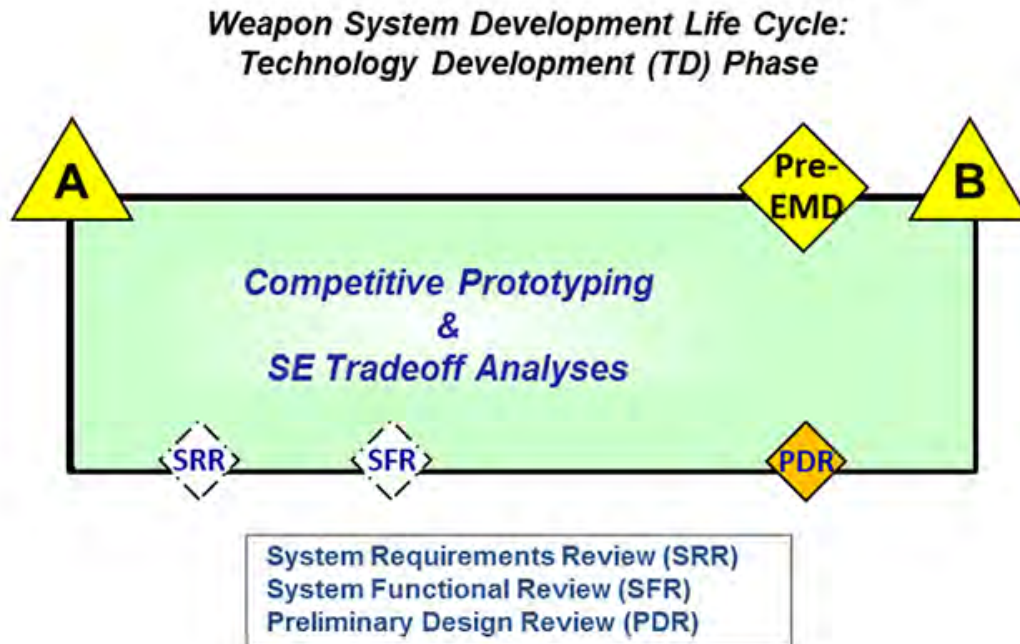 Weapon System Development Life Cycle:
Technology Development (TD) Phase
A
Pre-
EMD
B
Competitive Prototyping
&
SE Tradeoff Analyses
SRR
SFR
PDR
System Requirements Review (SRR)
System Functional Review (SFR)
Preliminary Design Review (PDR)